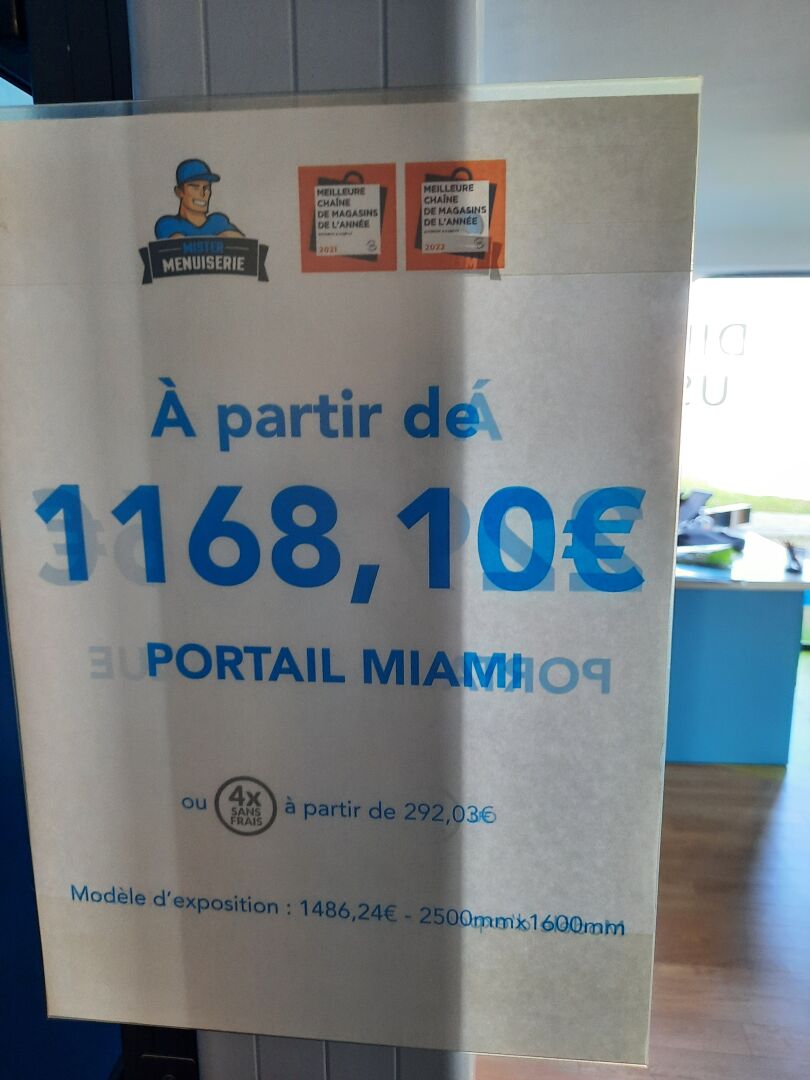 MISTER
MENUISERIE
MEILLEURE
CHAÎNE
DE MAGASINS
DE L'ANNÉE
2021
MEILLEURE
CHAÎNE
DE MAGASINS
DE L'ANNÉE
2022
À partir de
1168,10€
PORTAIL MIAMI
ou 4x SANS FRAIS à partir de 292,03€
Modèle d'exposition : 1486,24€ - 2500mmx1600mm